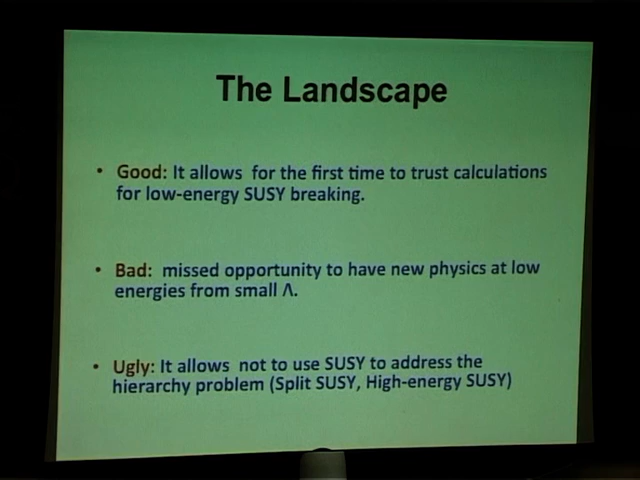 The Landscape
• Good: It allows for the first time to trust calculations
for low-energy SUSY breaking.
• Bad: missed opportunity to have new physics at low
energies from small Λ.
• Ugly: It allows not to use SUSY to address the
hierarchy problem (Split SUSY, High-energy SUSY)